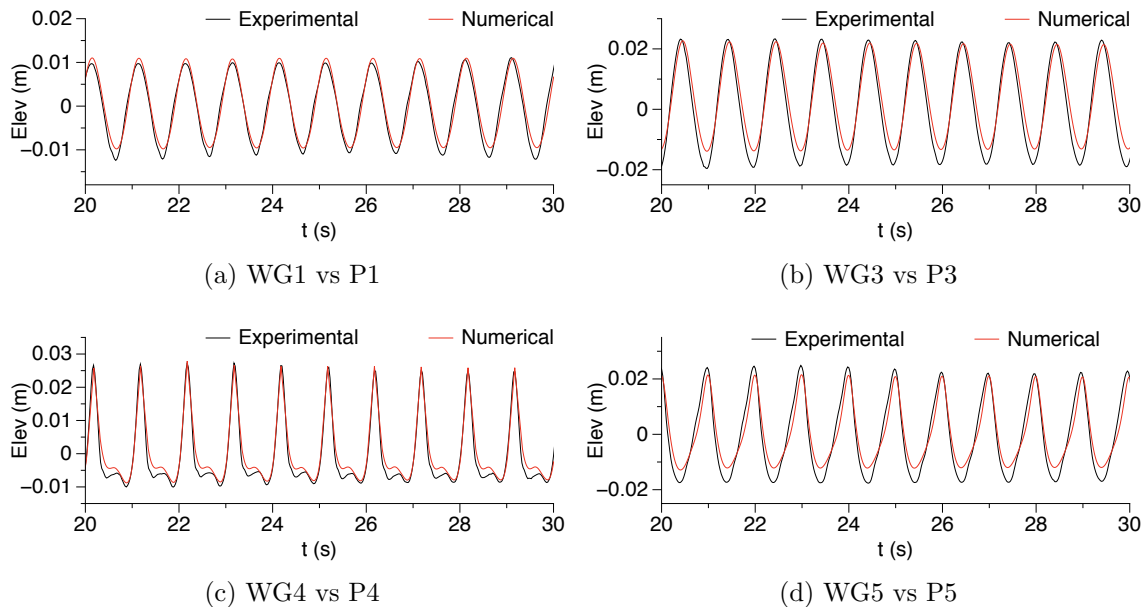 Experimental Numerical
0.02
0.01
0
−0.01
Elev (m)
20 22 24 26 28 30
t (s)
(a) WG1 vs P1
Experimental Numerical
0.02
0
−0.02
Elev (m)
20 22 24 26 28 30
t (s)
(b) WG3 vs P3
Experimental Numerical
0.03
0.02
0
−0.01
Elev (m)
20 22 24 26 28 30
t (s)
(c) WG4 vs P4
Experimental Numerical
0.02
0
−0.02
Elev (m)
20 22 24 26 28 30
t (s)
(d) WG5 vs P5